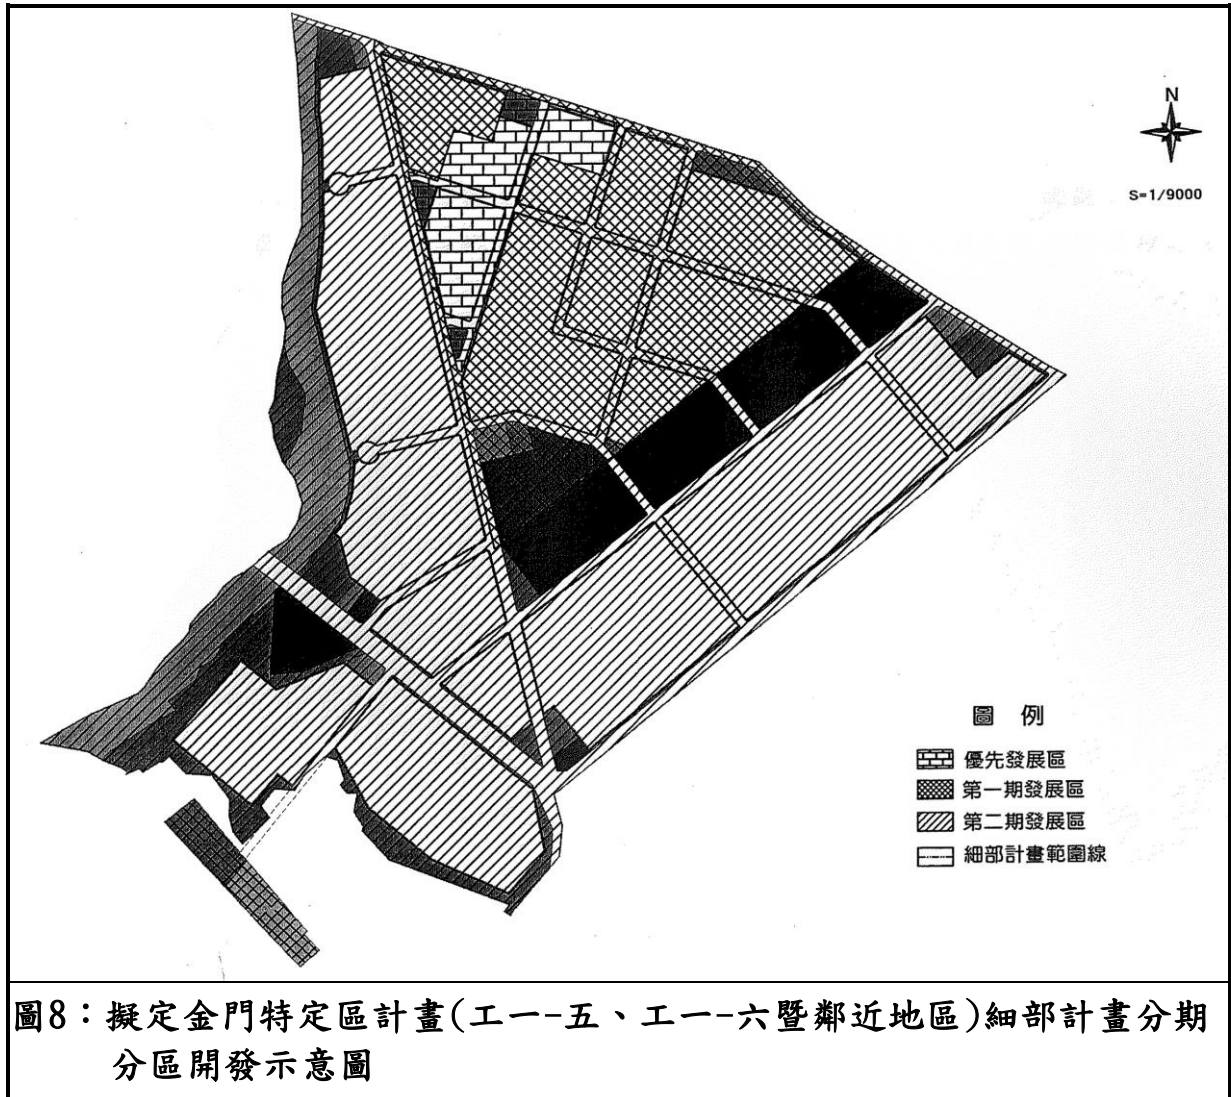 N
S=1/9000
圖 例
優先發展區
第一期發展區
第二期發展區
細部計畫範圍線
圖8：擬定金門特定區計畫(工一-五、工一-六暨鄰近地區)細部計畫分期
分區開發示意圖